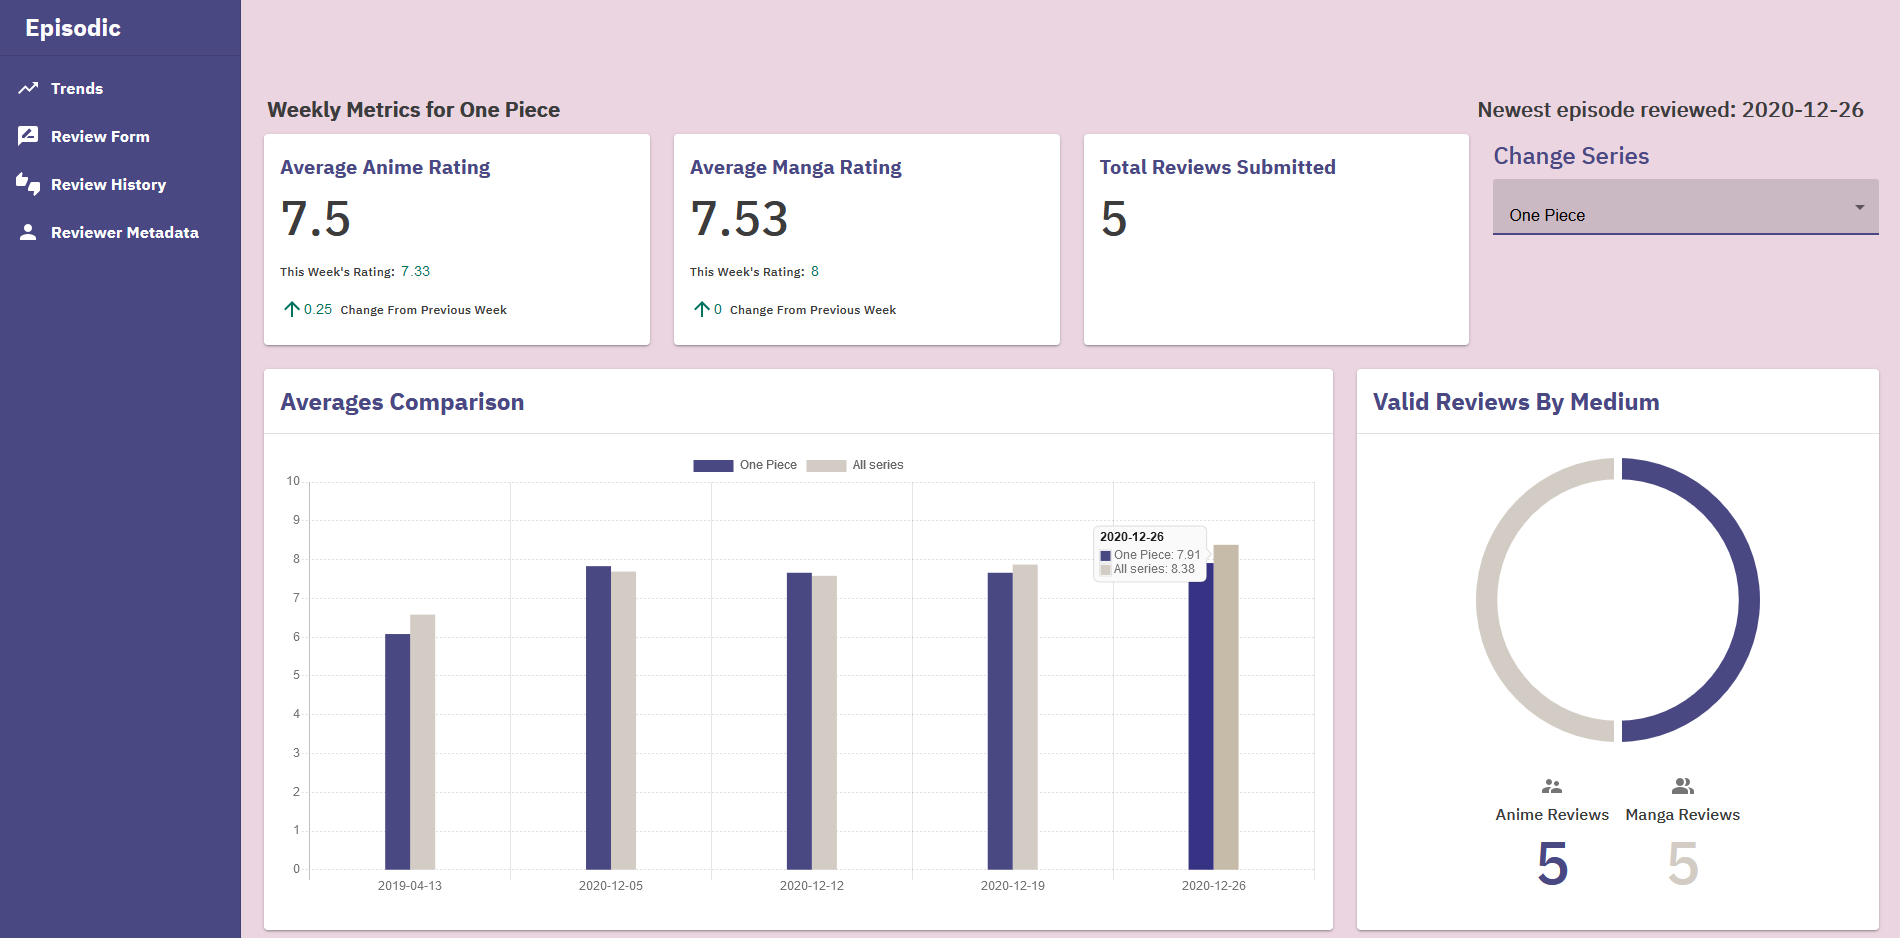 Episodic
Trends
Review Form
Review History
Reviewer Metadata
Weekly Metrics for One Piece
Newest episode reviewed: 2020-12-26
Average Anime Rating
7.5
This Week's Rating: 7.33
0.25 Change From Previous Week
Average Manga Rating
7.53
This Week's Rating: 8
0 Change From Previous Week
Total Reviews Submitted
5
Change Series
One Piece
Averages Comparison
One Piece All series
10
9
8
7
6
5
4
3
2
1
0
2020-12-26
One Piece: 7.91
All series: 8.38
2019-04-13 2020-12-05 2020-12-12 2020-12-19 2020-12-26
Valid Reviews By Medium
Anime Reviews Manga Reviews
5 5